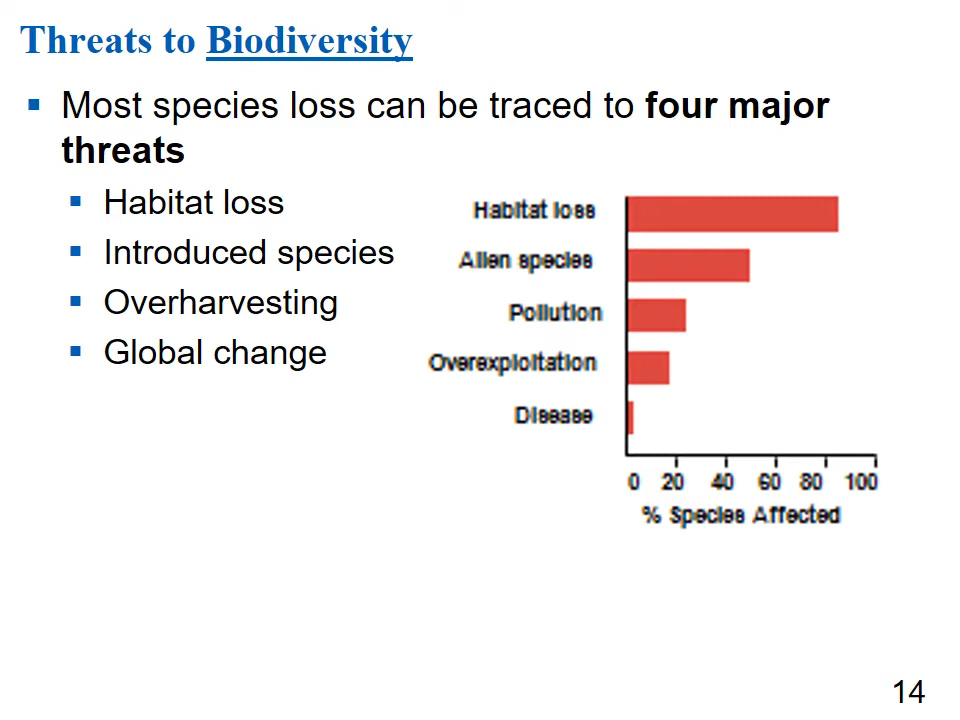 Threats to Biodiversity
▪ Most species loss can be traced to four major
threats
▪ Habitat loss
▪ Introduced species
▪ Overharvesting
▪ Global change
Habitat loss
Alien species
Pollution
Overexploitation
Disease
0 20 40 60 80 100
% Species Affected
14